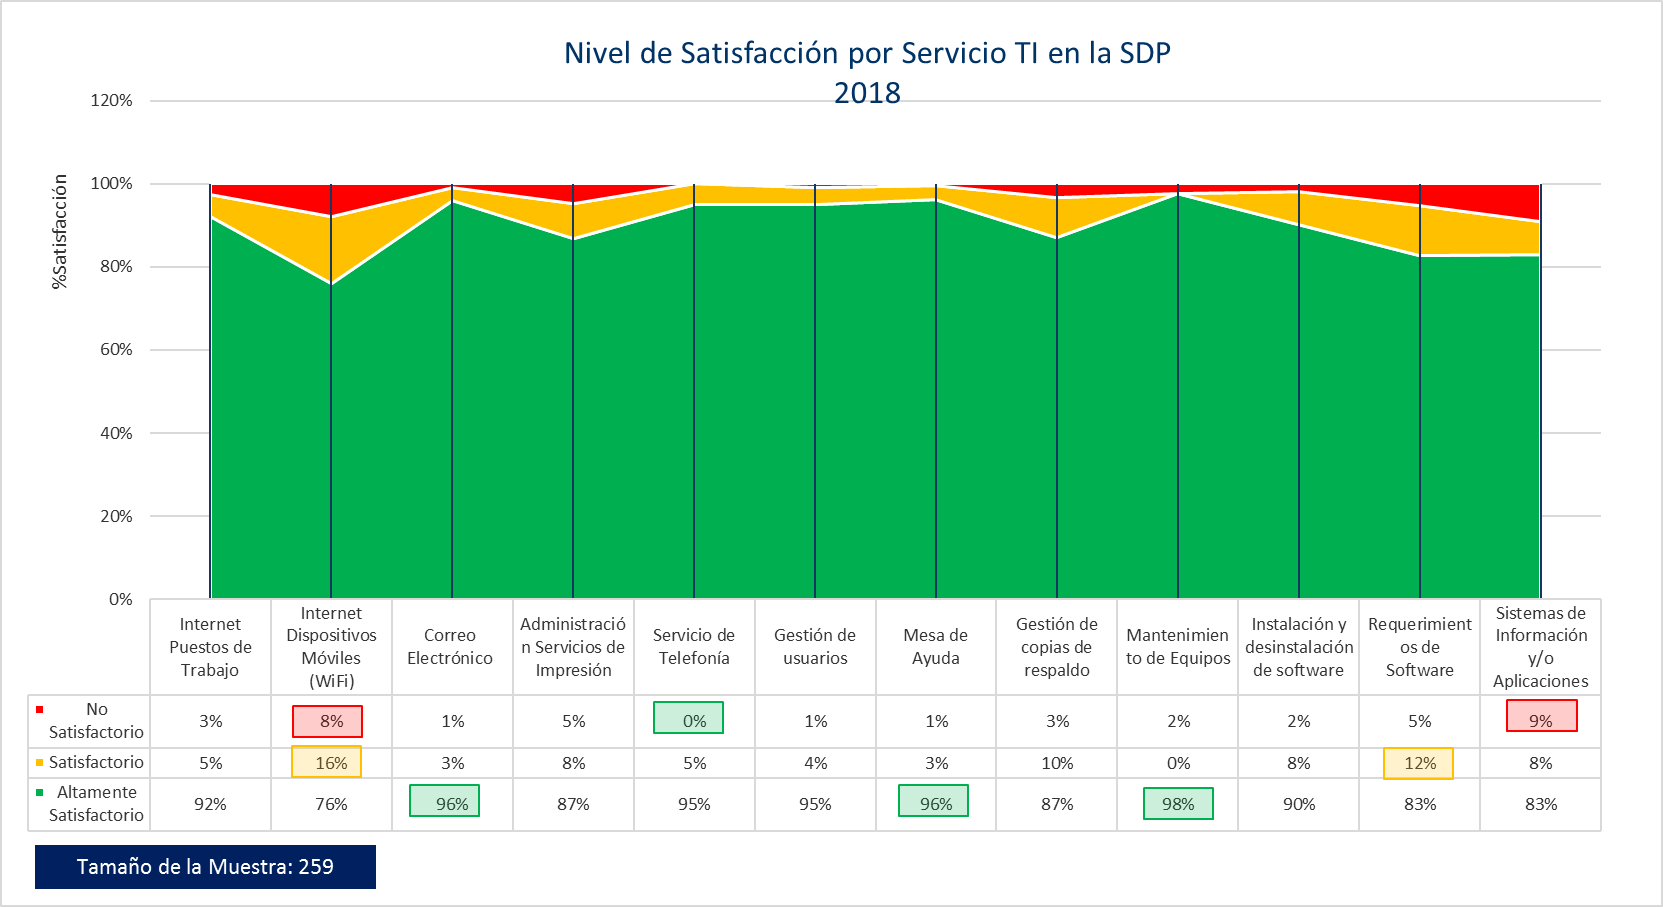 Nivel de Satisfacción por Servicio TI en la SDP
2018
120%
100%
80%
60%
40%
20%
0%
%Satisfacción
Internet
Puestos de
Trabajo
Internet
Dispositivos
Móviles
(WiFi)
Correo
Electrónico
Administració
n Servicios de
Impresión
Servicio de
Telefonía
Gestión de
usuarios
Mesa de
Ayuda
Gestión de
copias de
respaldo
Mantenimien
to de Equipos
Instalación y
desinstalación
de software
Requerimient
os de
Software
Sistemas de
Información
y/o
Aplicaciones
No
Satisfactorio
3% 8% 1% 5% 0% 1% 1% 3% 2% 2% 5% 9%
Satisfactorio 5% 16% 3% 8% 5% 4% 3% 10% 0% 8% 12% 8%
Altamente
Satisfactorio
92% 76% 96% 87% 95% 95% 96% 87% 98% 90% 83% 83%
Tamaño de la Muestra: 259